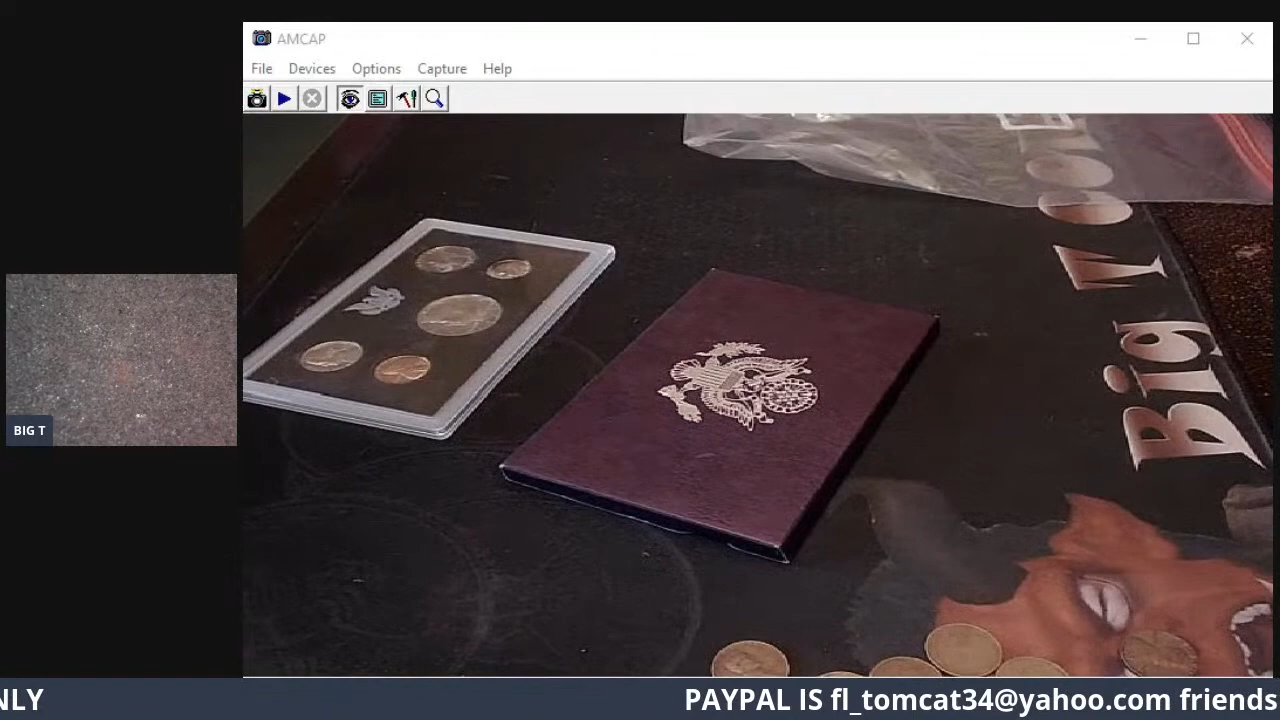 AMCAP
File Devices Options Capture Help
BIG T
Big T
NLY PAYPAL IS fl_tomcat34@yahoo.com friends